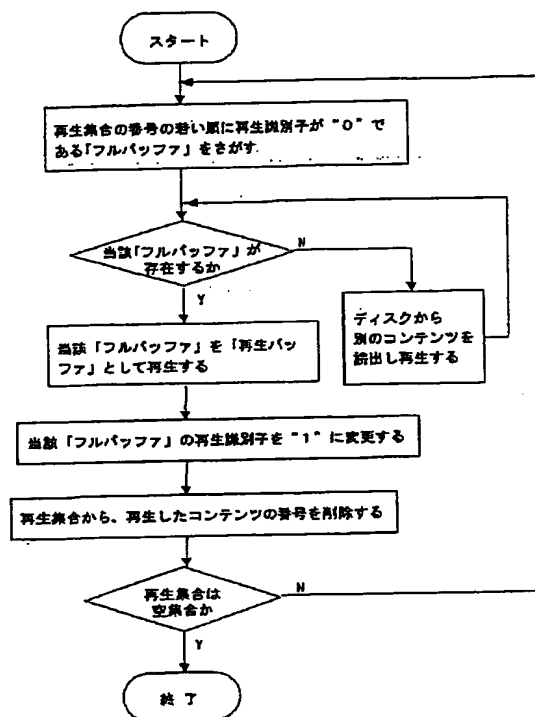 スタート
再生集合の番号の若い順に再生識別子が“0”で
ある「フルバッファ」をさがす
当該「フルバッファ」が
存在するか
N
Y
ディスクから
別のコンテンツを
読出し再生する
当該「フルバッファ」を「再生バッ
ファ」として再生する
当該「フルバッファ」の再生識別子を“1”に変更する
再生集合から、再生したコンテンツの番号を削除する
再生集合は
空集合か
N
Y
終了